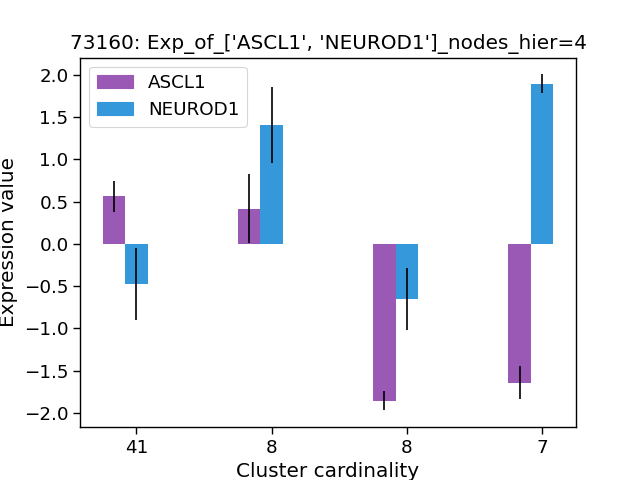 73160: Exp_of_['ASCL1', 'NEUROD1']_nodes_hier=4
ASCL1
NEUROD1
2.0
1.5
1.0
0.5
0.0
−0.5
−1.0
−1.5
−2.0
Expression value
41 8 8 7
Cluster cardinality